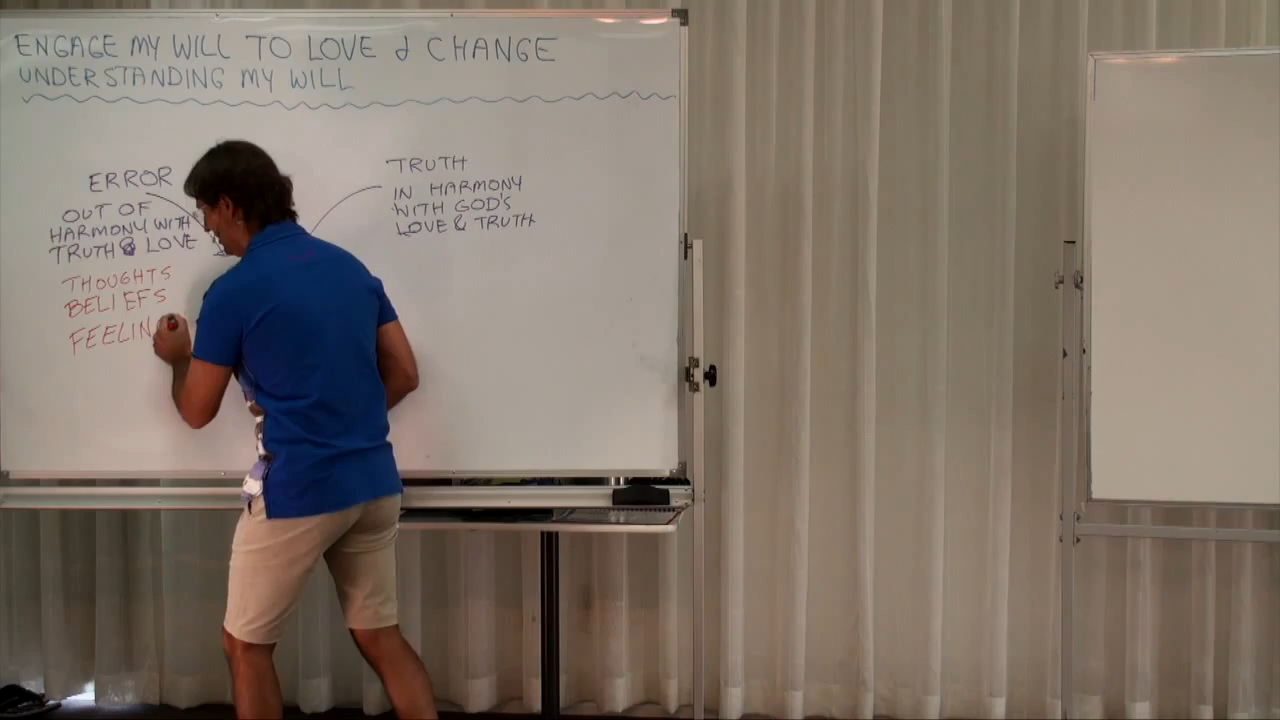 ENGAGE MY WILL TO LOVE & CHANGE
UNDERSTANDING MY WILL
ERROR
OUT OF
HARMONY WITH
TRUTH & LOVE
THOUGHTS
BELIEFS
FEELIN
TRUTH
IN HARMONY
WITH GOD'S
LOVE & TRUTH